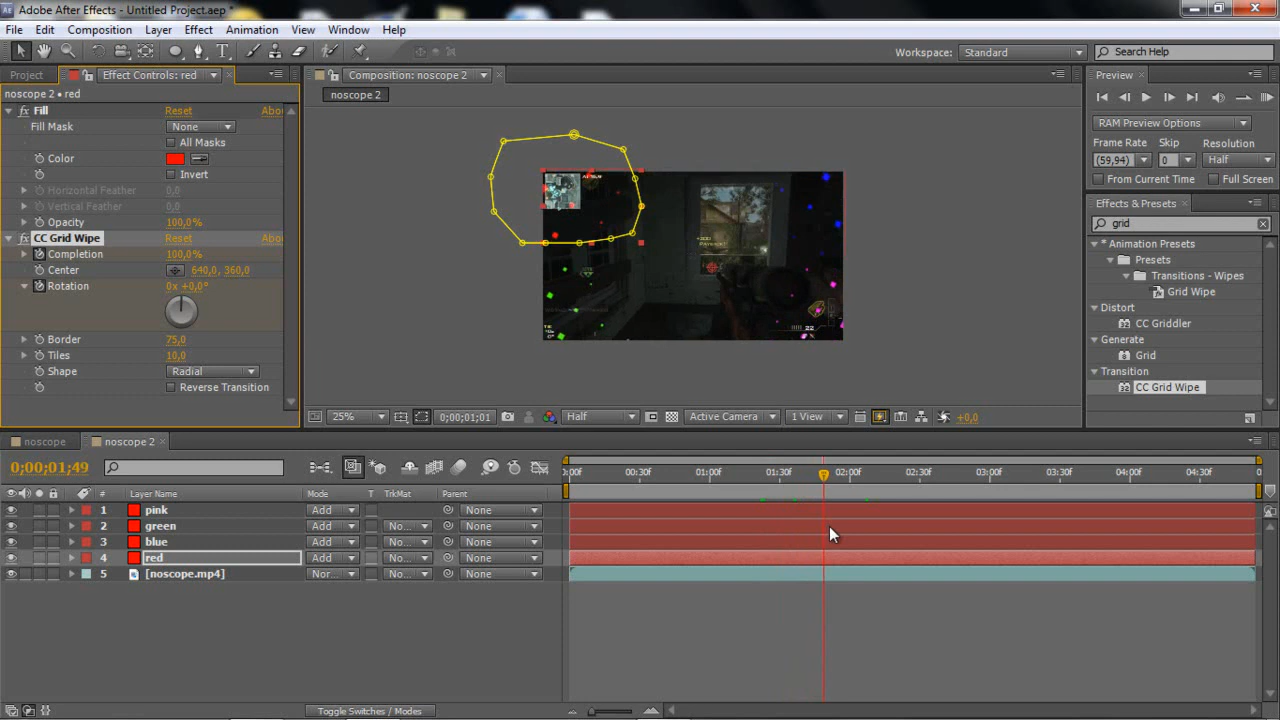 Adobe After Effects - Untitled Project.aep *
File Edit Composition Layer Effect Animation View Window Help
Workspace: Standard Search Help
Project Effect Controls: red Composition: noscope 2 Preview
noscope 2 • red noscope 2
Fill Reset Abou
Fill Mask None
All Masks
Color
Invert
Horizontal Feather 0,0
Vertical Feather 0,0
Opacity 100,0%
CC Grid Wipe Reset Abou
Completion 100,0%
Center 640,0, 360,0
Rotation 0x +0,0°
Border 75,0
Tiles 10,0
Shape Radial
Reverse Transition
22
25% 0;00;01;01 Half Active Camera 1 View +0,0
RAM Preview Options
Frame Rate Skip Resolution
(59,94) 0 Half
From Current Time Full Screen
Effects & Presets
grid
* Animation Presets
Presets
Transitions - Wipes
Grid Wipe
Distort
CC Griddler
Generate
Grid
Transition
CC Grid Wipe
noscope noscope 2
0;00;01;49
:00f 00:30f 01:00f 01:30f 02:00f 02:30f 03:00f 03:30f 04:00f 04:30f
# Layer Name Mode T TrkMat Parent
1 pink Add None
2 green Add No... None
3 blue Add No... None
4 red Add No... None
5 [noscope.mp4] Nor... No... None
Toggle Switches / Modes